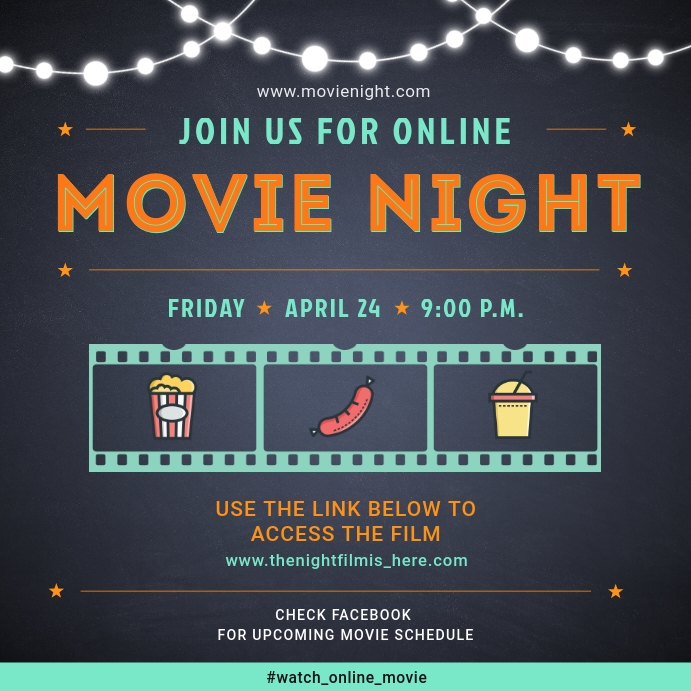 www.movienight.com
JOIN US FOR ONLINE
MOVIE NIGHT
FRIDAY ★ APRIL 24 ★ 9:00 P.M.
USE THE LINK BELOW TO
ACCESS THE FILM
www.thenightfilmis_here.com
CHECK FACEBOOK
FOR UPCOMING MOVIE SCHEDULE
#watch_online_movie